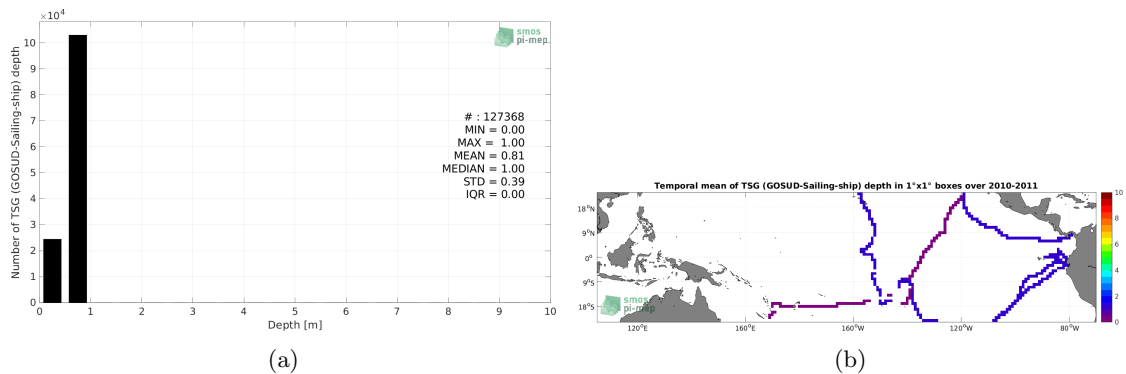 ×10⁴
10
9
8
7
6
5
4
3
2
1
0
Number of TSG (GOSUD-Sailing-ship) depth
smos
pi-mep
# : 127368
MIN = 0.00
MAX = 1.00
MEAN = 0.81
MEDIAN = 1.00
STD = 0.39
IQR = 0.00
0 1 2 3 4 5 6 7 8 9 10
Depth [m]
(a)
Temporal mean of TSG (GOSUD-Sailing-ship) depth in 1°x1° boxes over 2010-2011
18°N
9°N
0°
9°S
18°S
smos
pi-mep
120°E 160°E 160°W 120°W 80°W
10
8
6
4
2
0
(b)